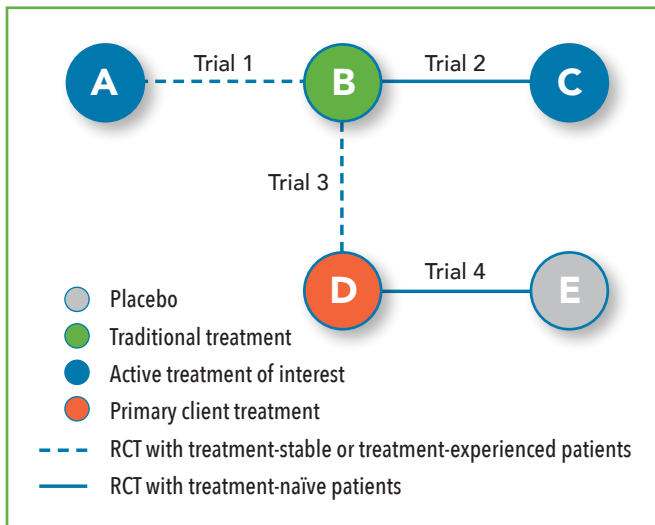 Trial 1
Trial 2
A
B
C
Trial 3
Trial 4
D
E
Placebo
Traditional treatment
Active treatment of interest
Primary client treatment
RCT with treatment-stable or treatment-experienced patients
RCT with treatment-naïve patients